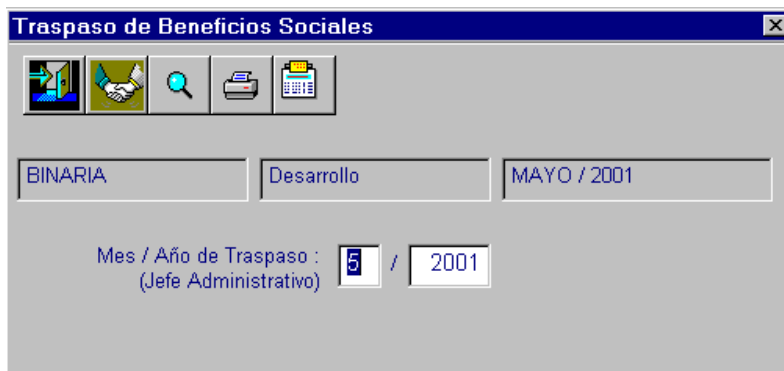 Traspaso de Beneficios Sociales
BINARIA
Desarrollo
MAYO / 2001
Mes / Año de Traspaso : 5 / 2001
(Jefe Administrativo)